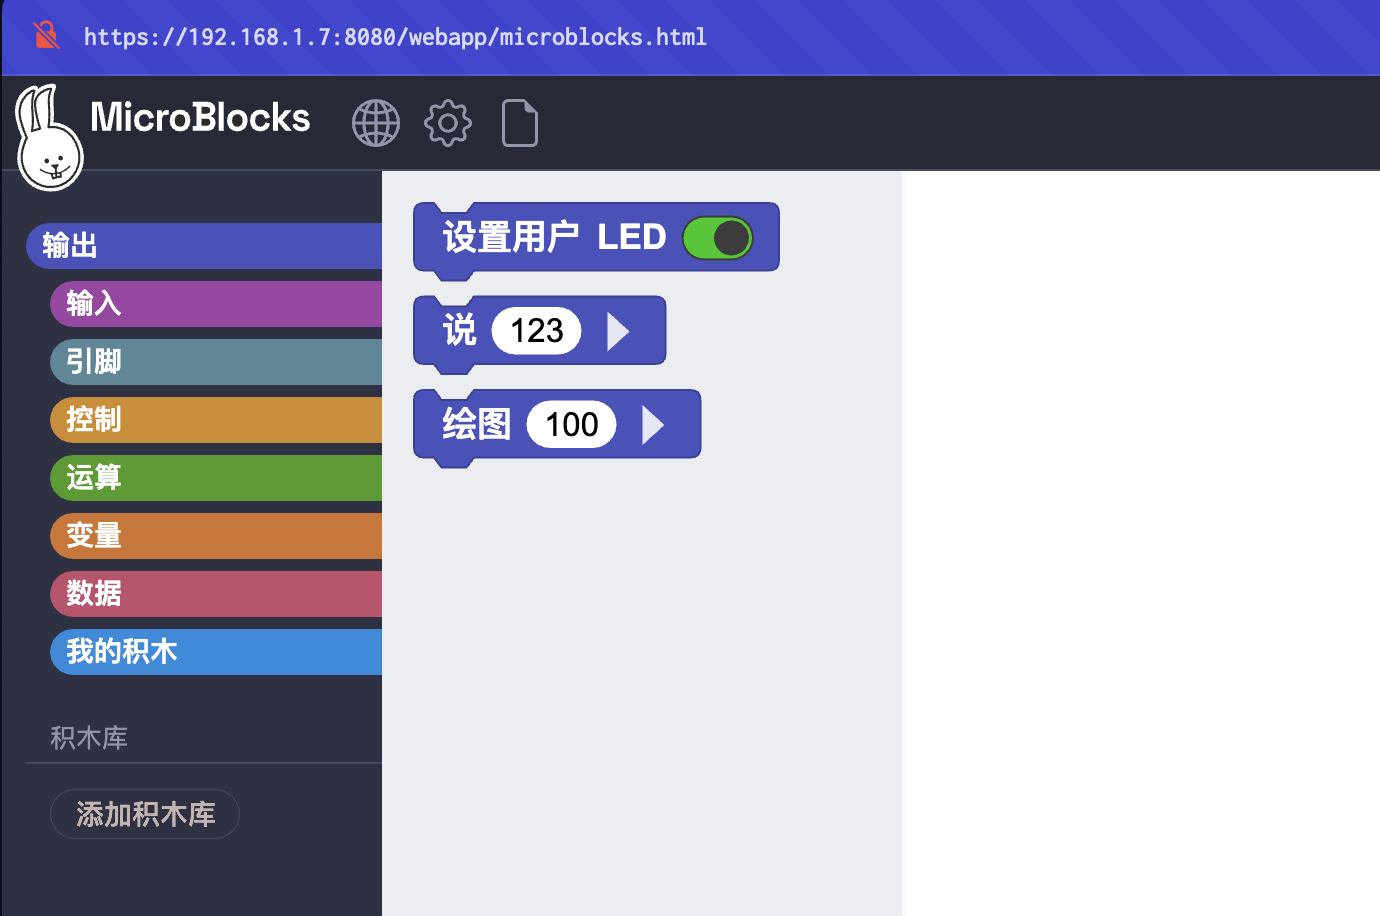 https://192.168.1.7:8080/webapp/microblocks.html
MicroBlocks
输出
输入
引脚
控制
运算
变量
数据
我的积木
积木库
添加积木库
设置用户 LED
说 123
绘图 100